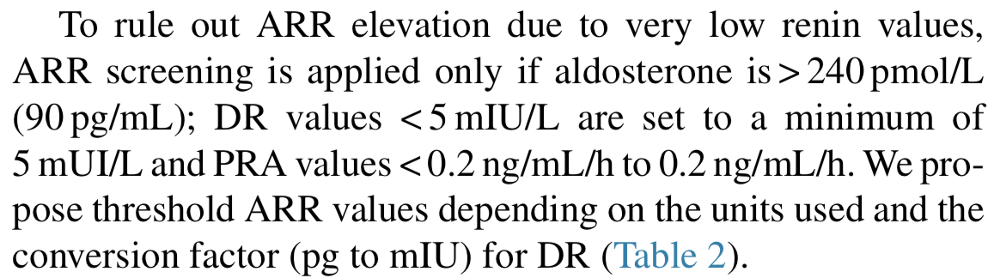 To rule out ARR elevation due to very low renin values,
ARR screening is applied only if aldosterone is > 240 pmol/L
(90 pg/mL); DR values < 5 mIU/L are set to a minimum of
5 mUI/L and PRA values < 0.2 ng/mL/h to 0.2 ng/mL/h. We pro-
pose threshold ARR values depending on the units used and the
conversion factor (pg to mIU) for DR (Table 2).